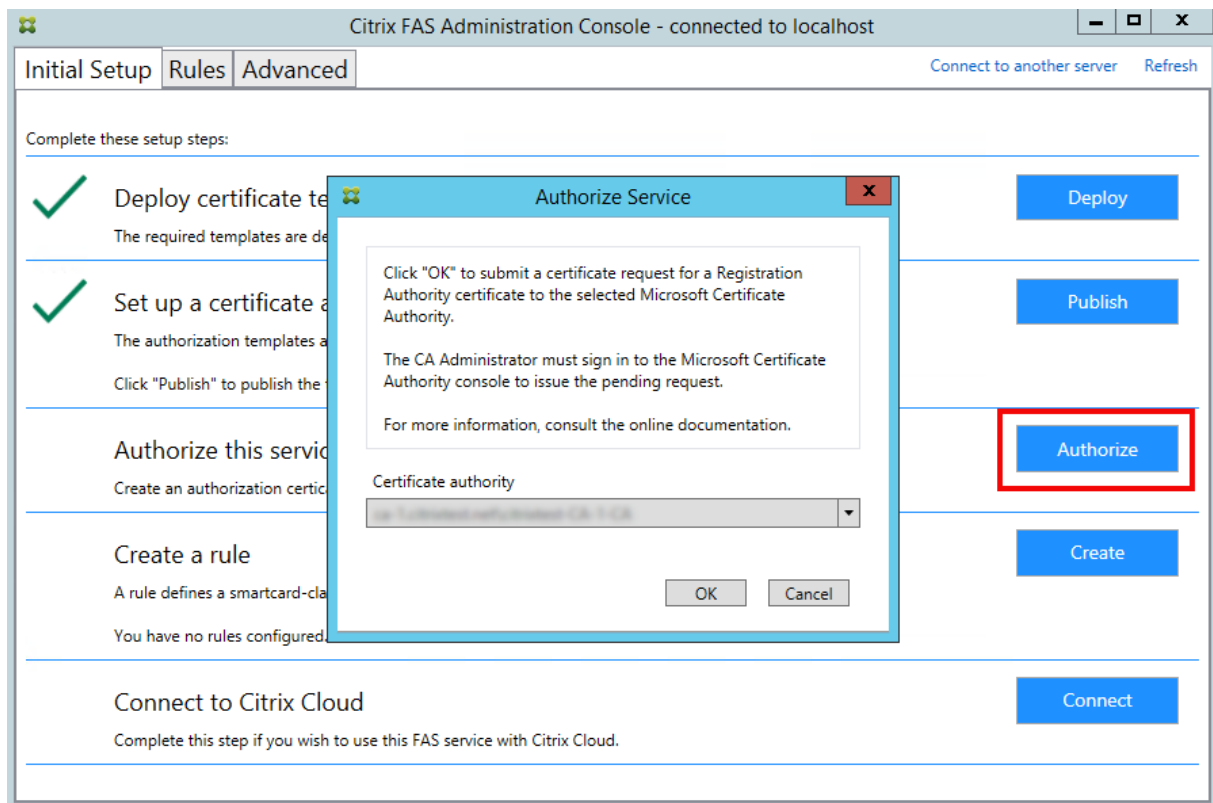 Citrix FAS Administration Console - connected to localhost
Initial Setup Rules Advanced Connect to another server Refresh
Complete these setup steps:
Deploy certificate te
Deploy
The required templates are de
Set up a certificate a
Publish
The authorization templates a
Click "Publish" to publish the
Authorize this servic
Authorize
Create an authorization certic
Create a rule
Create
A rule defines a smartcard-cla
You have no rules configured.
Connect to Citrix Cloud
Connect
Complete this step if you wish to use this FAS service with Citrix Cloud.
Authorize Service
Click "OK" to submit a certificate request for a Registration
Authority certificate to the selected Microsoft Certificate
Authority.
The CA Administrator must sign in to the Microsoft Certificate
Authority console to issue the pending request.
For more information, consult the online documentation.
Certificate authority
OK Cancel